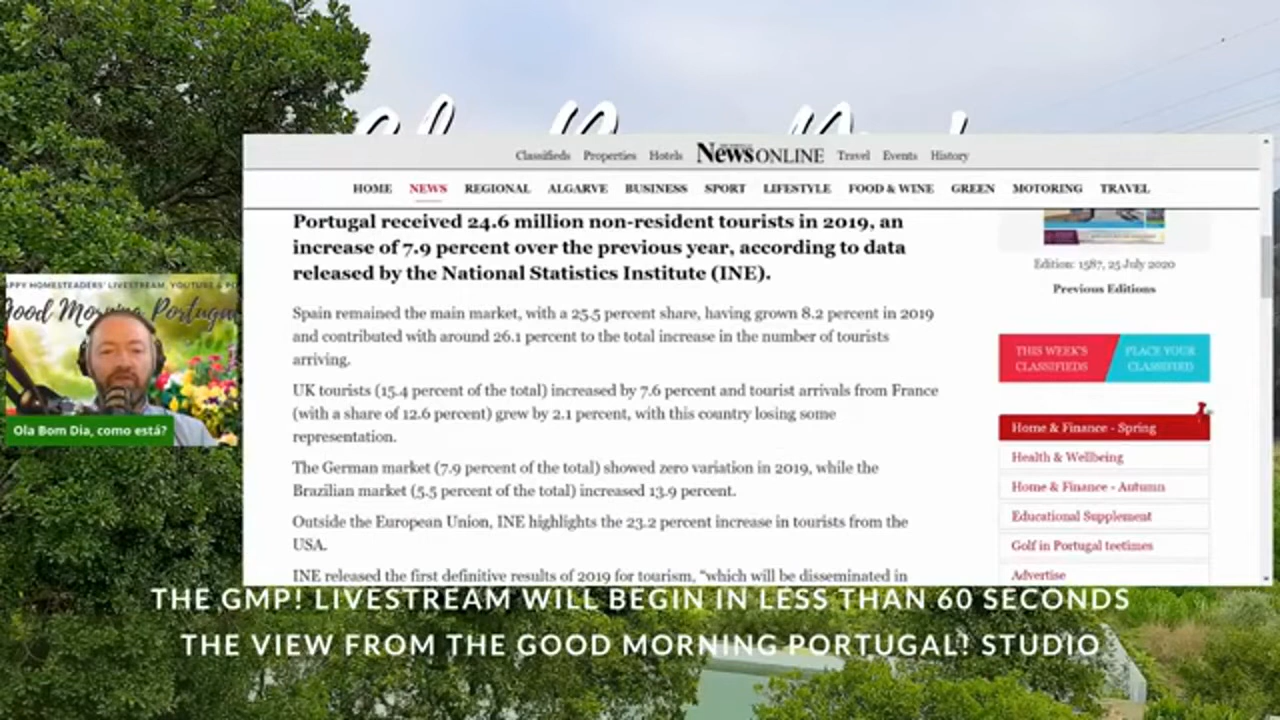 Classifieds Properties Hotels News ONLINE Travel Events History
HOME NEWS REGIONAL ALGARVE BUSINESS SPORT LIFESTYLE FOOD & WINE GREEN MOTORING TRAVEL
Portugal received 24.6 million non-resident tourists in 2019, an
increase of 7.9 percent over the previous year, according to data
released by the National Statistics Institute (INE).
Spain remained the main market, with a 25.5 percent share, having grown 8.2 percent in 2019
and contributed with around 26.1 percent to the total increase in the number of tourists
arriving.
UK tourists (15.4 percent of the total) increased by 7.6 percent and tourist arrivals from France
(with a share of 12.6 percent) grew by 2.1 percent, with this country losing some
representation.
The German market (7.9 percent of the total) showed zero variation in 2019, while the
Brazilian market (5.5 percent of the total) increased 13.9 percent.
Outside the European Union, INE highlights the 23.2 percent increase in tourists from the
USA.
INE released the first definitive results of 2019 for tourism, "which will be disseminated in
Edition: 1587, 25 July 2020
Previous Editions
THIS WEEK'S
CLASSIFIEDS
PLACE YOUR
CLASSIFIED
Home & Finance - Spring
Health & Wellbeing
Home & Finance - Autumn
Educational Supplement
Golf in Portugal teetimes
Advertise
HOMESTEADERS' LIVESTREAM, YOUTUBE &
Good Morning Portugal
Ola Bom Dia, como está?
THE GMP! LIVESTREAM WILL BEGIN IN LESS THAN 60 SECONDS
THE VIEW FROM THE GOOD MORNING PORTUGAL! STUDIO